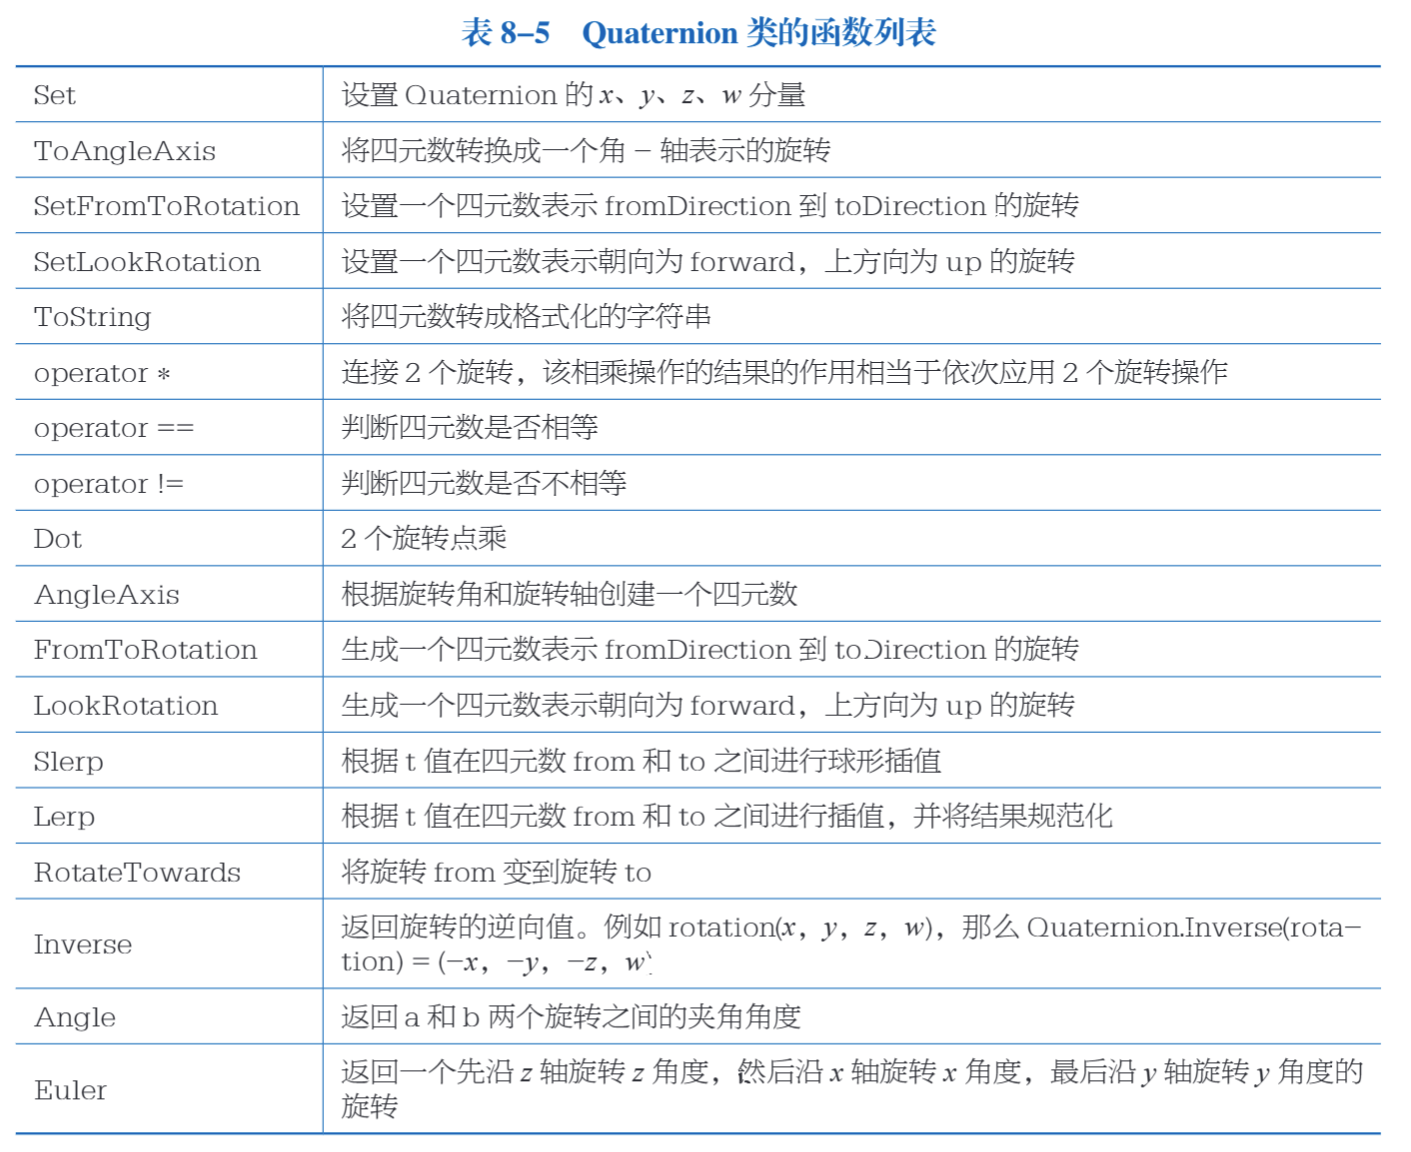 表 8–5 Quaternion 类的函数列表
Set 设置 Quaternion 的 x、y、z、w 分量
ToAngleAxis 将四元数转换成一个角 – 轴表示的旋转
SetFromToRotation 设置一个四元数表示 fromDirection 到 toDirection 的旋转
SetLookRotation 设置一个四元数表示朝向为 forward，上方向为 up 的旋转
ToString 将四元数转成格式化的字符串
operator * 连接 2 个旋转，该相乘操作的结果的作用相当于依次应用 2 个旋转操作
operator == 判断四元数是否相等
operator != 判断四元数是否不相等
Dot 2 个旋转点乘
AngleAxis 根据旋转角和旋转轴创建一个四元数
FromToRotation 生成一个四元数表示 fromDirection 到 toDirection 的旋转
LookRotation 生成一个四元数表示朝向为 forward，上方向为 up 的旋转
Slerp 根据 t 值在四元数 from 和 to 之间进行球形插值
Lerp 根据 t 值在四元数 from 和 to 之间进行插值，并将结果规范化
RotateTowards 将旋转 from 变到旋转 to
Inverse 返回旋转的逆向值。例如 rotation(x，y，z，w)，那么 Quaternion.Inverse(rota–
tion) = (–x，–y，–z，w)
Angle 返回 a 和 b 两个旋转之间的夹角角度
Euler 返回一个先沿 z 轴旋转 z 角度，然后沿 x 轴旋转 x 角度，最后沿 y 轴旋转 y 角度的
旋转